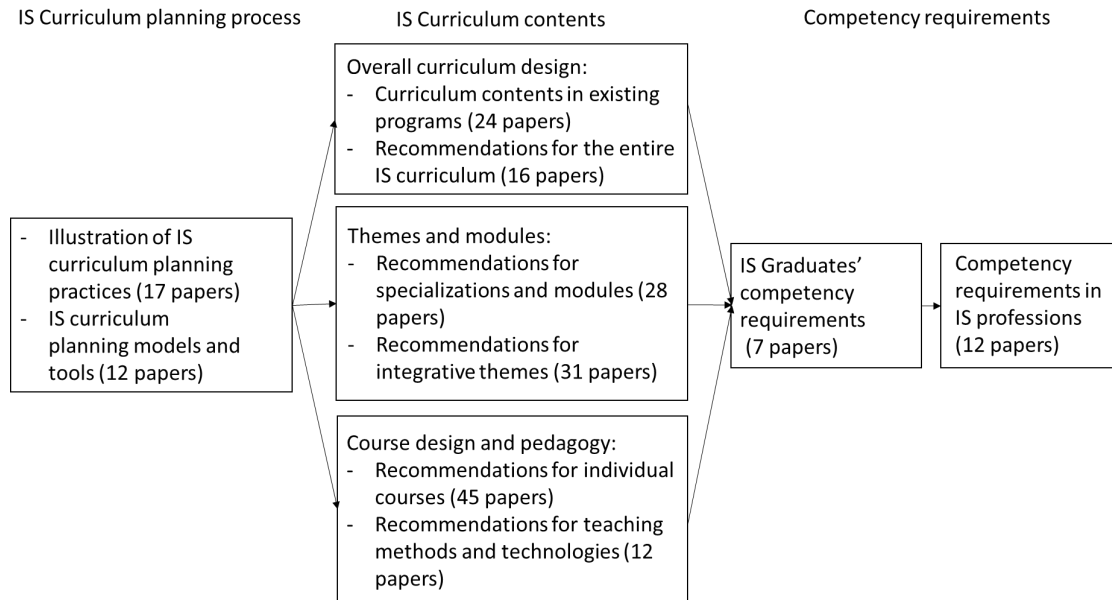 IS Curriculum planning process
IS Curriculum contents
Competency requirements
- Illustration of IS
curriculum planning
practices (17 papers)
- IS curriculum
planning models and
tools (12 papers)
Overall curriculum design:
- Curriculum contents in existing
programs (24 papers)
- Recommendations for the entire
IS curriculum (16 papers)
Themes and modules:
- Recommendations for
specializations and modules (28
papers)
- Recommendations for
integrative themes (31 papers)
Course design and pedagogy:
- Recommendations for individual
courses (45 papers)
- Recommendations for teaching
methods and technologies (12
papers)
IS Graduates’
competency
requirements
(7 papers)
Competency
requirements in
IS professions
(12 papers)